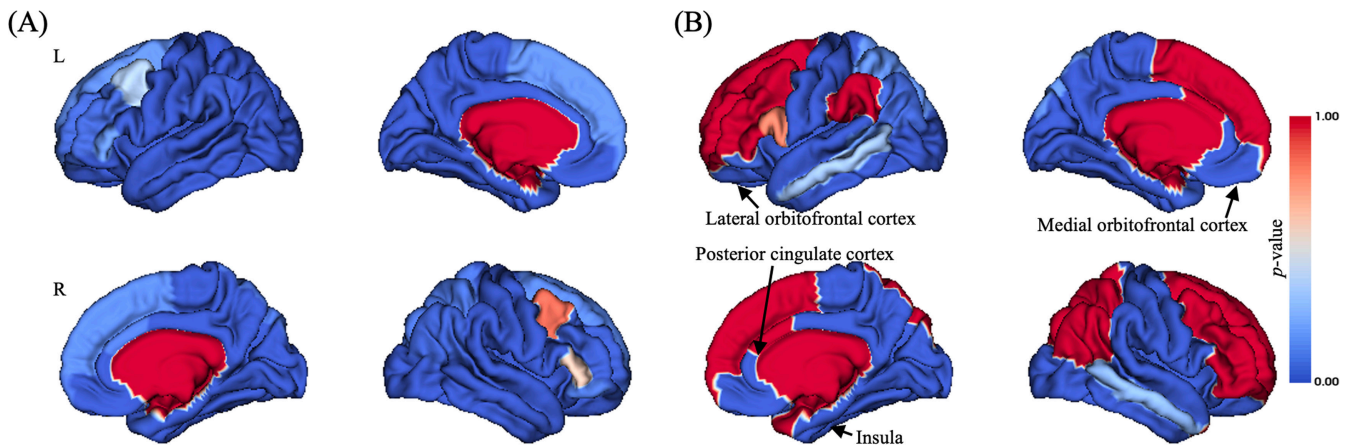 (A)
(B)
L
1.00
Lateral orbitofrontal cortex
Medial orbitofrontal cortex
p-value
Posterior cingulate cortex
R
0.00
Insula